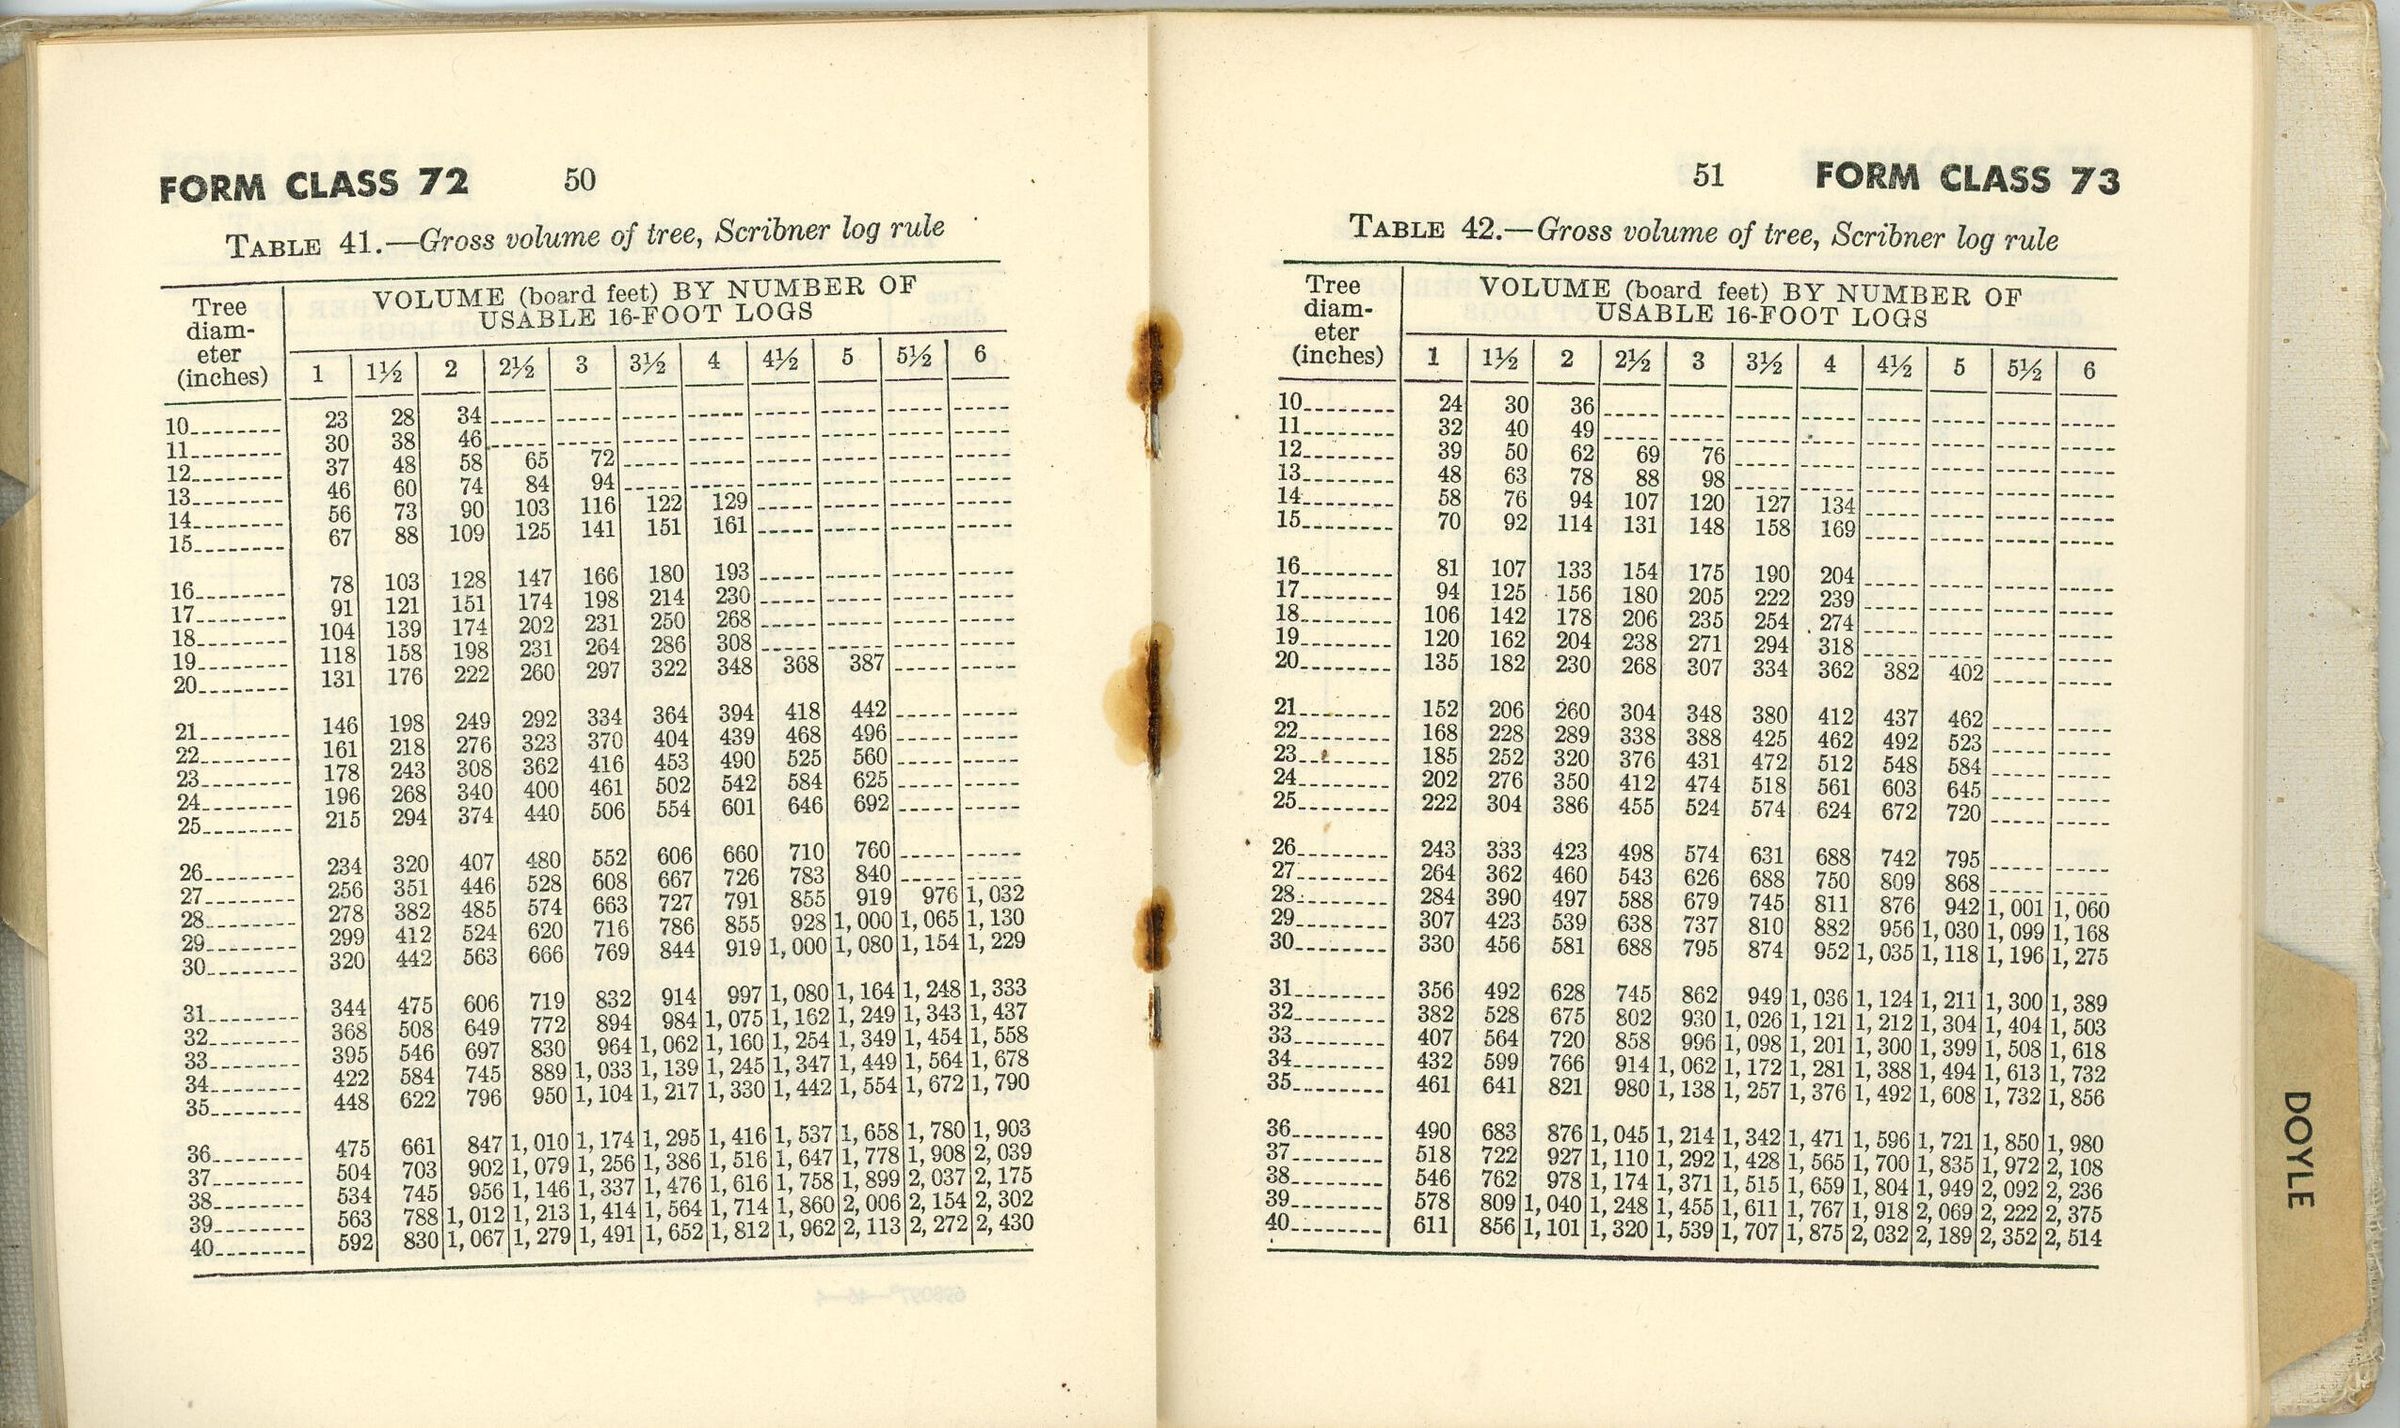 FORM CLASS 72 50
TABLE 41.—Gross volume of tree, Scribner log rule
Tree diam- eter (inches) VOLUME (board feet) BY NUMBER OF
USABLE 16-FOOT LOGS
1 1½ 2 2½ 3 3½ 4 4½ 5 5½ 6
10 23 28 34
11 30 38 46
12 37 48 58 65 72
13 46 60 74 84 94
14 56 73 90 103 116 122 129
15 67 88 109 125 141 151 161
16 78 103 128 147 166 180 193
17 91 121 151 174 198 214 230
18 104 139 174 202 231 250 268
19 118 158 198 231 264 286 308
20 131 176 222 260 297 322 348 368 387
21 146 198 249 292 334 364 394 418 442
22 161 218 276 323 370 404 439 468 496
23 178 243 308 362 416 453 490 525 560
24 196 268 340 400 461 502 542 584 625
25 215 294 374 440 506 554 601 646 692
26 234 320 407 480 552 606 660 710 760
27 256 351 446 528 608 667 726 783 840
28 278 382 485 574 663 727 791 855 919 976 1,032
29 299 412 524 620 716 786 855 928 1,000 1,065 1,130
30 320 442 563 666 769 844 919 1,000 1,080 1,154 1,229
31 344 475 606 719 832 914 997 1,080 1,164 1,248 1,333
32 368 508 649 772 894 984 1,075 1,162 1,249 1,343 1,437
33 395 546 697 830 964 1,062 1,160 1,254 1,349 1,454 1,558
34 422 584 745 889 1,033 1,139 1,245 1,347 1,449 1,564 1,678
35 448 622 796 950 1,104 1,217 1,330 1,442 1,554 1,672 1,790
36 475 661 847 1,010 1,174 1,295 1,416 1,537 1,658 1,780 1,903
37 504 703 902 1,079 1,256 1,386 1,516 1,647 1,778 1,908 2,039
38 534 745 956 1,146 1,337 1,476 1,616 1,758 1,899 2,037 2,175
39 563 788 1,012 1,213 1,414 1,564 1,714 1,860 2,006 2,154 2,302
40 592 830 1,067 1,279 1,491 1,652 1,812 1,962 2,113 2,272 2,430
51 FORM CLASS 73
TABLE 42.—Gross volume of tree, Scribner log rule
Tree diam- eter (inches) VOLUME (board feet) BY NUMBER OF
USABLE 16-FOOT LOGS
1 1½ 2 2½ 3 3½ 4 4½ 5 5½ 6
10 24 30 36
11 32 40 49
12 39 50 62 69 76
13 48 63 78 88 98
14 58 76 94 107 120 127 134
15 70 92 114 131 148 158 169
16 81 107 133 154 175 190 204
17 94 125 156 180 205 222 239
18 106 142 178 206 235 254 274
19 120 162 204 238 271 294 318
20 135 182 230 268 307 334 362 382 402
21 152 206 260 304 348 380 412 437 462
22 168 228 289 338 388 425 462 492 523
23 185 252 320 376 431 472 512 548 584
24 202 276 350 412 474 518 561 603 645
25 222 304 386 455 524 574 624 672 720
26 243 333 423 498 574 631 688 742 795
27 264 362 460 543 626 688 750 809 868
28 284 390 497 588 679 745 811 876 942 1,001 1,060
29 307 423 539 638 737 810 882 956 1,030 1,099 1,168
30 330 456 581 688 795 874 952 1,035 1,118 1,196 1,275
31 356 492 628 745 862 949 1,036 1,124 1,211 1,300 1,389
32 382 528 675 802 930 1,026 1,121 1,212 1,304 1,404 1,503
33 407 564 720 858 996 1,098 1,201 1,300 1,399 1,508 1,618
34 432 599 766 914 1,062 1,172 1,281 1,388 1,494 1,613 1,732
35 461 641 821 980 1,138 1,257 1,376 1,492 1,608 1,732 1,856
36 490 683 876 1,045 1,214 1,342 1,471 1,596 1,721 1,850 1,980
37 518 722 927 1,110 1,292 1,428 1,565 1,700 1,835 1,972 2,108
38 546 762 978 1,174 1,371 1,515 1,659 1,804 1,949 2,092 2,236
39 578 809 1,040 1,248 1,455 1,611 1,767 1,918 2,069 2,222 2,375
40 611 856 1,101 1,320 1,539 1,707 1,875 2,032 2,189 2,352 2,514
DOYLE